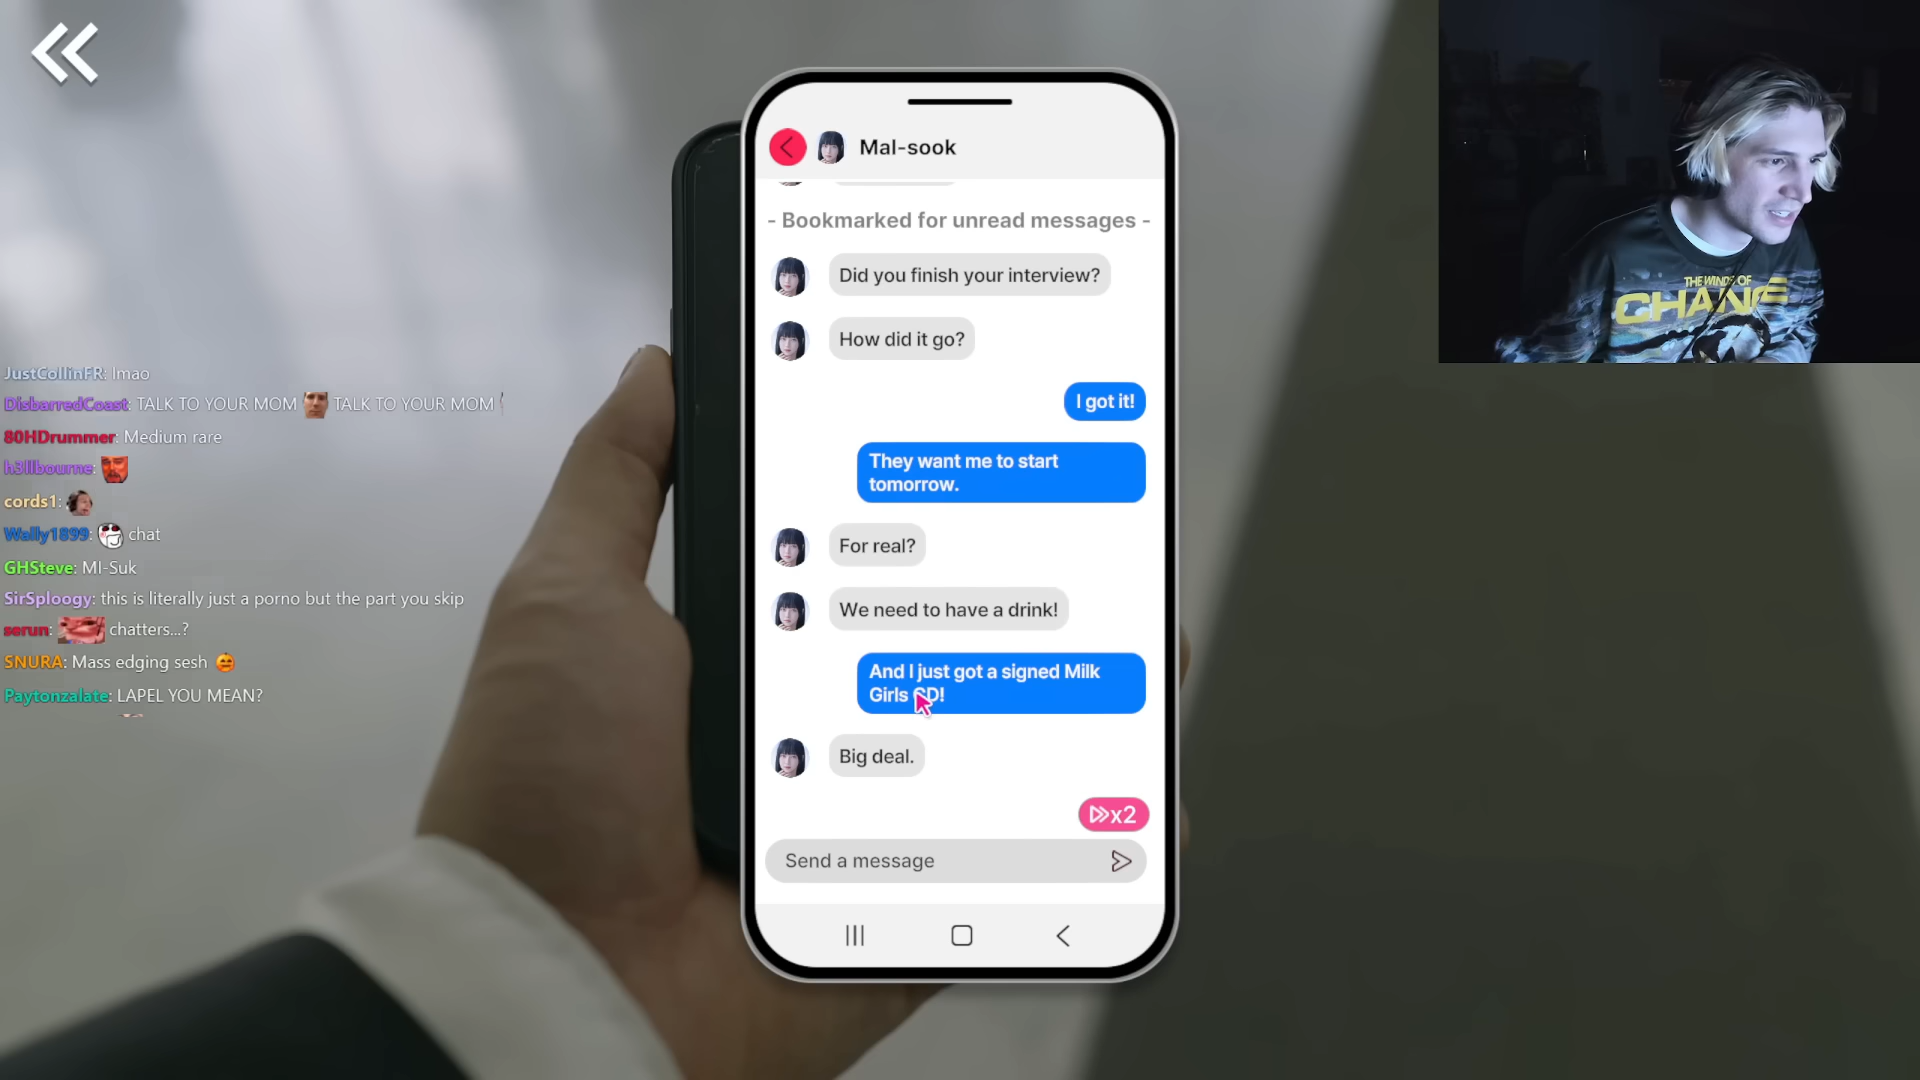 JustCollinFR: lmao
DisbarredCoast: TALK TO YOUR MOM TALK TO YOUR MOM
80HDrummer: Medium rare
h3llbourne:
cords1:
Wally1899: chat
GHSteve: MI-Suk
SirSploogy: this is literally just a porno but the part you skip
serun: chatters...?
SNURA: Mass edging sesh
Paytonzalate: LAPEL YOU MEAN?
Mal-sook
- Bookmarked for unread messages -
Did you finish your interview?
How did it go?
I got it!
They want me to start
tomorrow.
For real?
We need to have a drink!
And I just got a signed Milk
Girls CD!
Big deal.
x2
Send a message
THE WINDS OF
CHANGE